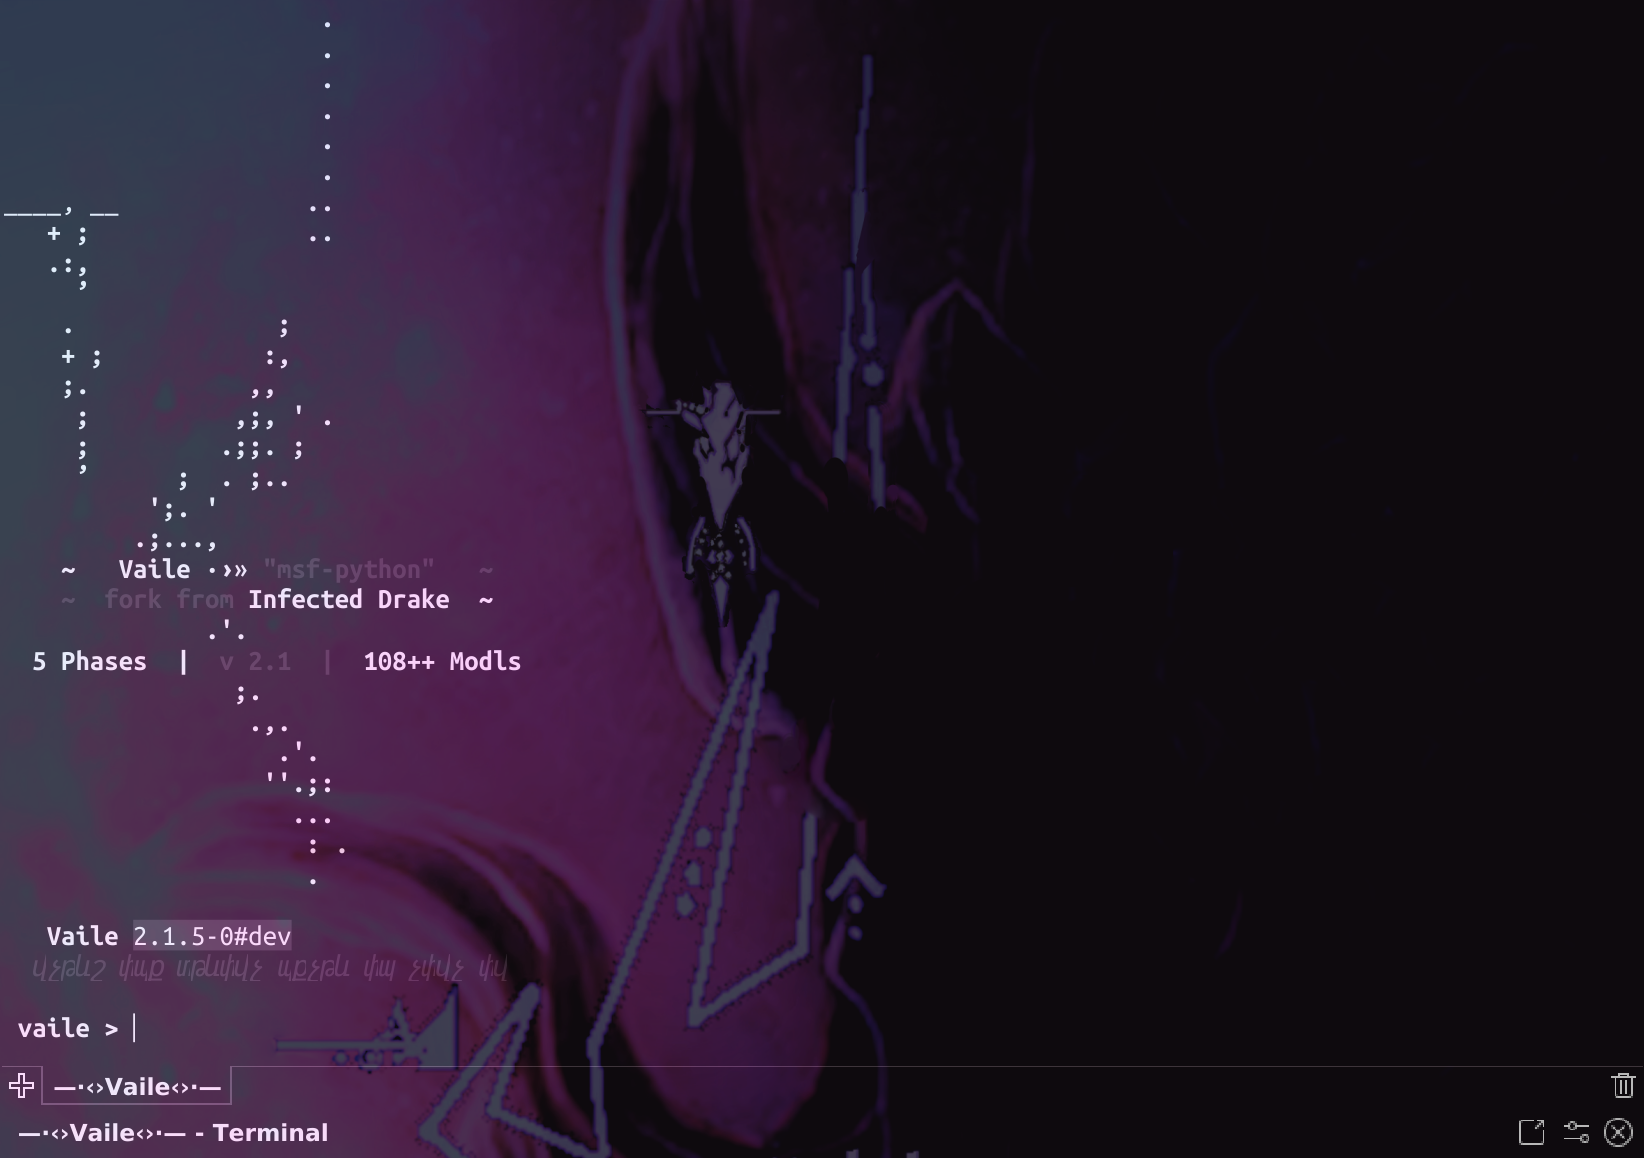 ~ Vaile ·›» "msf-python" ~
~ fork from Infected Drake ~
5 Phases | v 2.1 | 108++ Modls
Vaile 2.1.5-0#dev
vaile >
—·‹›Vaile‹›·—
—·‹›Vaile‹›·— - Terminal